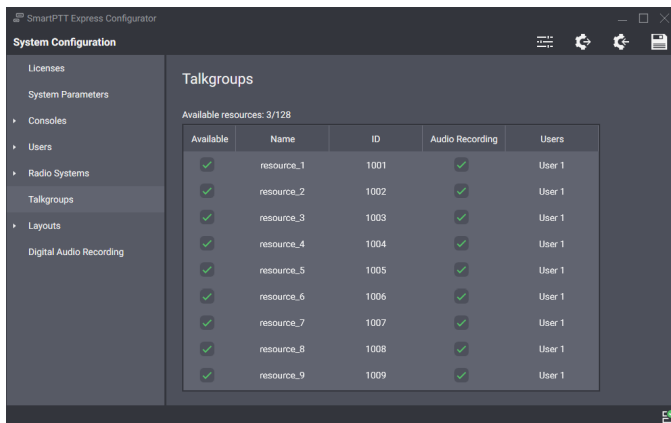 SmartPTT Express Configurator
System Configuration
Licenses
System Parameters
Consoles
Users
Radio Systems
Talkgroups
Layouts
Digital Audio Recording
Talkgroups
Available resources: 3/128
Available Name ID Audio Recording Users
resource_1 1001 User 1
resource_2 1002 User 1
resource_3 1003 User 1
resource_4 1004 User 1
resource_5 1005 User 1
resource_6 1006 User 1
resource_7 1007 User 1
resource_8 1008 User 1
resource_9 1009 User 1